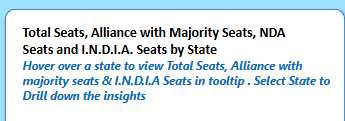 Total Seats, Alliance with Majority Seats, NDA
Seats and I.N.D.I.A. Seats by State
Hover over a state to view Total Seats, Alliance with
majority seats & I.N.D.I.A Seats in tooltip . Select State to
Drill down the insights